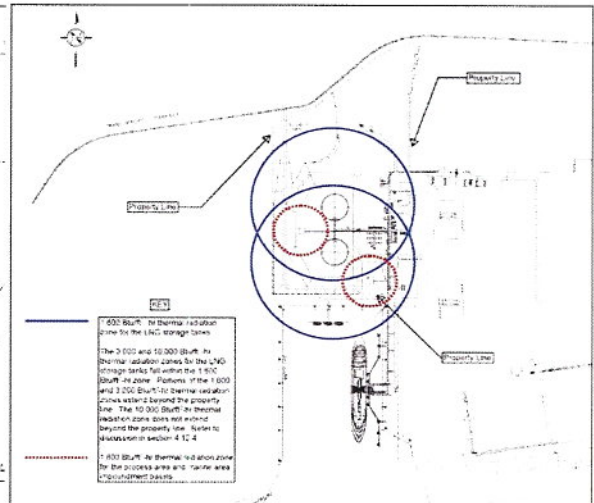 Property Line
Property Line
KEY
1,600 Btu/ft²-hr thermal radiation
zone for the LNG storage tanks
The 3,000 and 10,000 Btu/ft²-hr
thermal radiation zones for the LNG
storage tanks fall within the 1,600
Btu/ft²-hr zone. Portions of the 1,600
and 3,000 Btu/ft²-hr thermal radiation
zones extend beyond the property
line. The 10,000 Btu/ft²-hr thermal
radiation zone does not extend
beyond the property line. Refer to
discussion in section 4.12.4
Property Line
1,600 Btu/ft²-hr thermal radiation zone
for the process area and marine area
impoundment basins